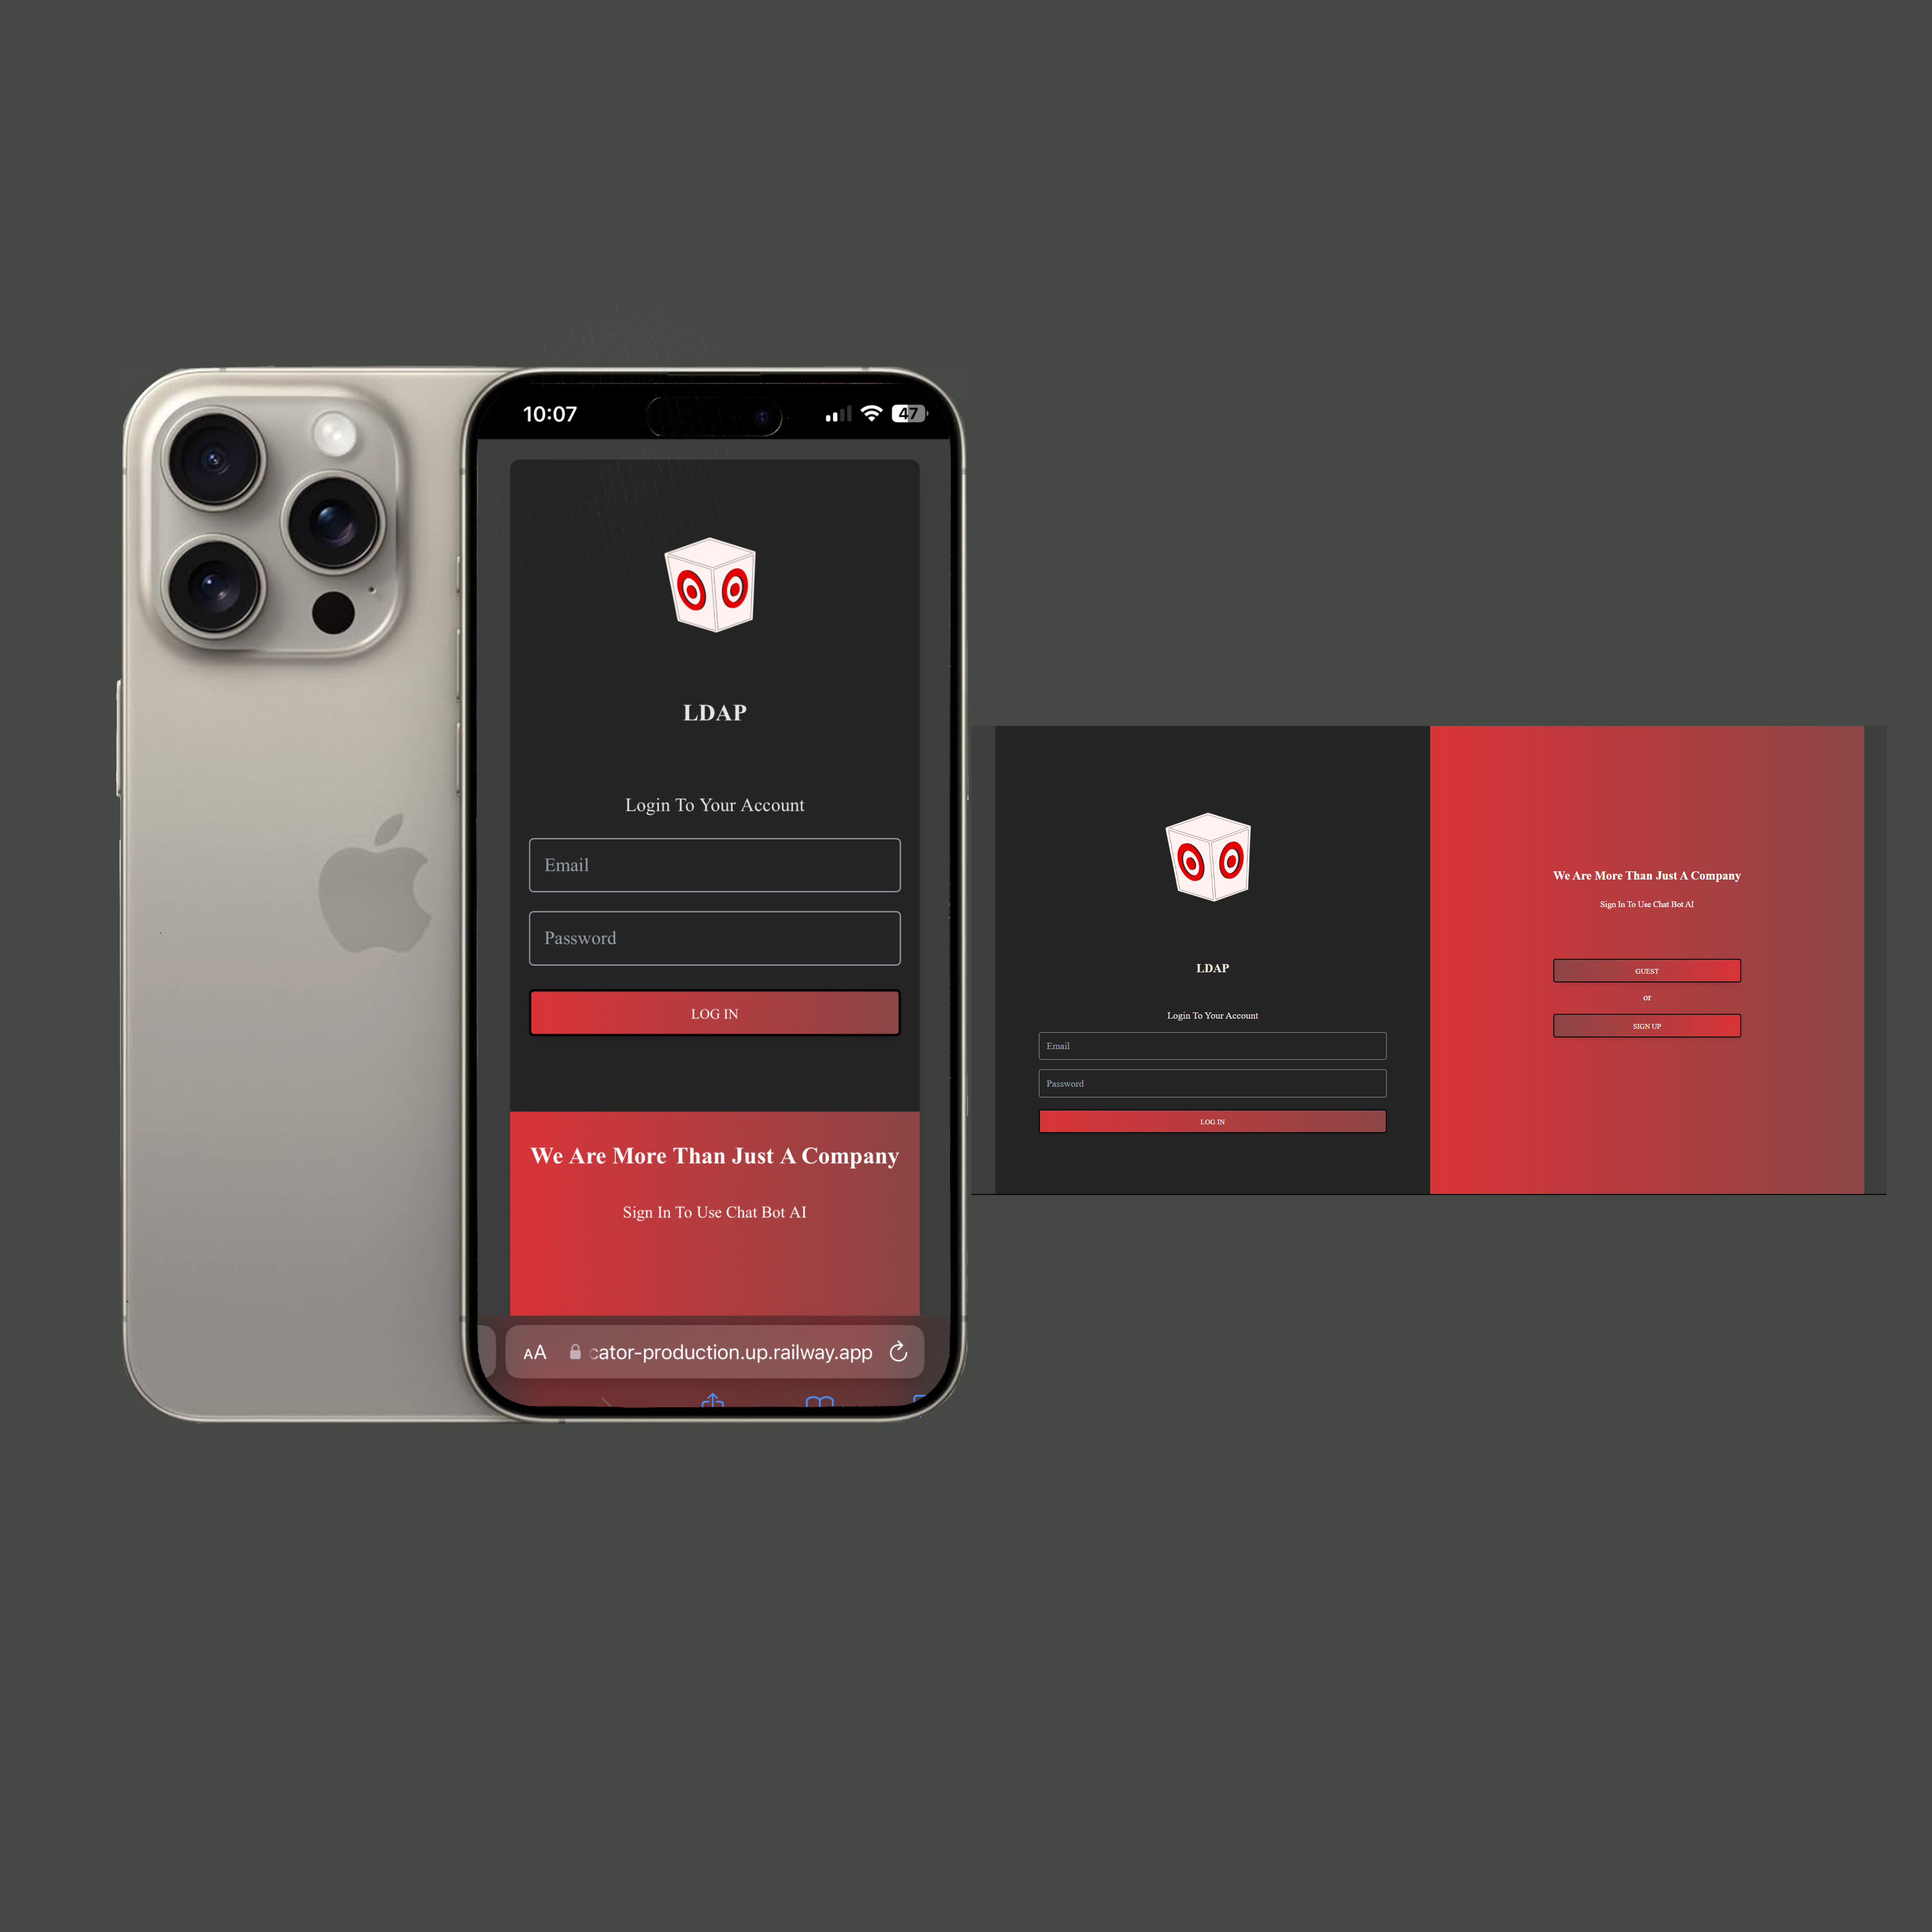 10:07
47
LDAP
Login To Your Account
Email
Password
LOG IN
We Are More Than Just A Company
Sign In To Use Chat Bot AI
AA
cator-production.up.railway.app
LDAP
Login To Your Account
Email
Password
LOG IN
We Are More Than Just A Company
Sign In To Use Chat Bot AI
GUEST
or
SIGN UP